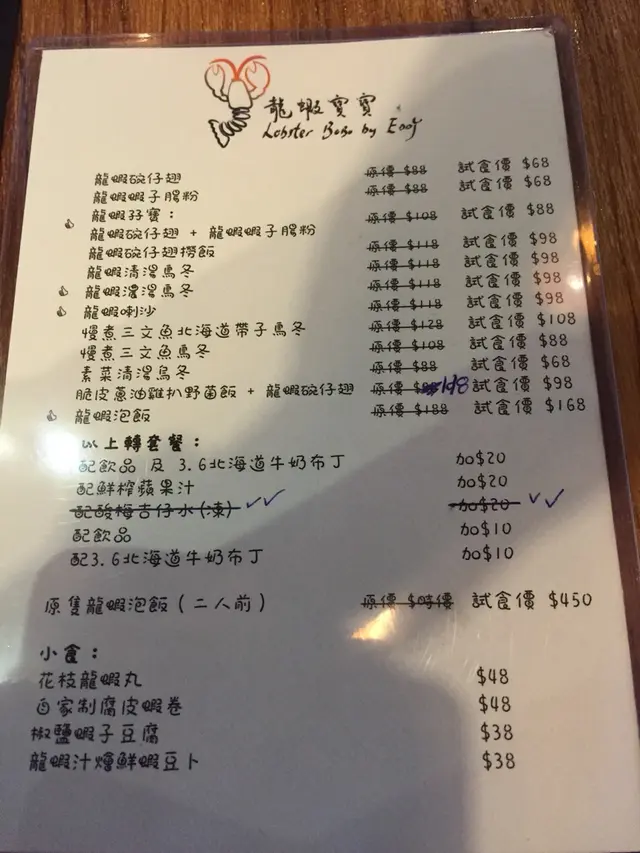 龍蝦寶寶
Lobster Bobo by Enoy
龍蝦碗仔翅 原價 $88 試食價 $68
龍蝦蝦子腸粉 原價 $88 試食價 $68
龍蝦孖寶：
龍蝦碗仔翅 + 龍蝦蝦子腸粉 原價 $108 試食價 $88
龍蝦碗仔翅撈飯 原價 $118 試食價 $98
龍蝦清湯烏冬 原價 $118 試食價 $98
龍蝦濃湯烏冬 原價 $118 試食價 $98
龍蝦喇沙 原價 $118 試食價 $98
慢煮三文魚北海道帶子烏冬 原價 $128 試食價 $108
慢煮三文魚烏冬 原價 $108 試食價 $88
素菜清湯烏冬 原價 $88 試食價 $68
脆皮蔥油雞扒野菌飯 + 龍蝦碗仔翅 原價 118 試食價 $98
龍蝦泡飯 原價 $188 試食價 $168
以上轉套餐：
配飲品 及 3.6北海道牛奶布丁 加$20
配鮮榨蘋果汁 加$20
配酸梅吉仔水(凍) 加$20
配飲品 加$10
配3.6北海道牛奶布丁 加$10
原隻龍蝦泡飯(二人前) 原價 $時價 試食價 $450
小食：
花枝龍蝦丸 $48
自家制腐皮蝦卷 $48
椒鹽蝦子豆腐 $38
龍蝦汁燴鮮蝦豆卜 $38